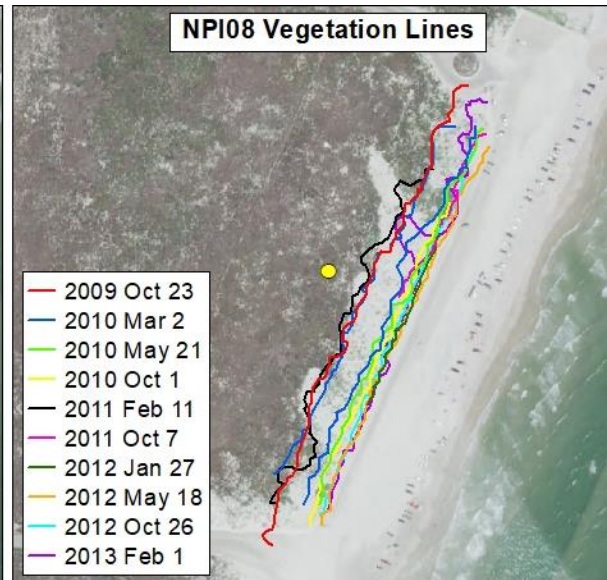 NPI08 Vegetation Lines
2009 Oct 23
2010 Mar 2
2010 May 21
2010 Oct 1
2011 Feb 11
2011 Oct 7
2012 Jan 27
2012 May 18
2012 Oct 26
2013 Feb 1